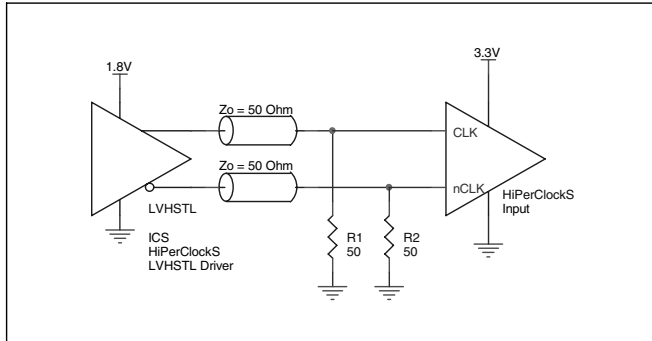 1.8V
3.3V
Zo = 50 Ohm
CLK
Zo = 50 Ohm
nCLK
HiPerClockS
Input
LVHSTL
ICS
HiPerClockS
LVHSTL Driver
R1
50
R2
50